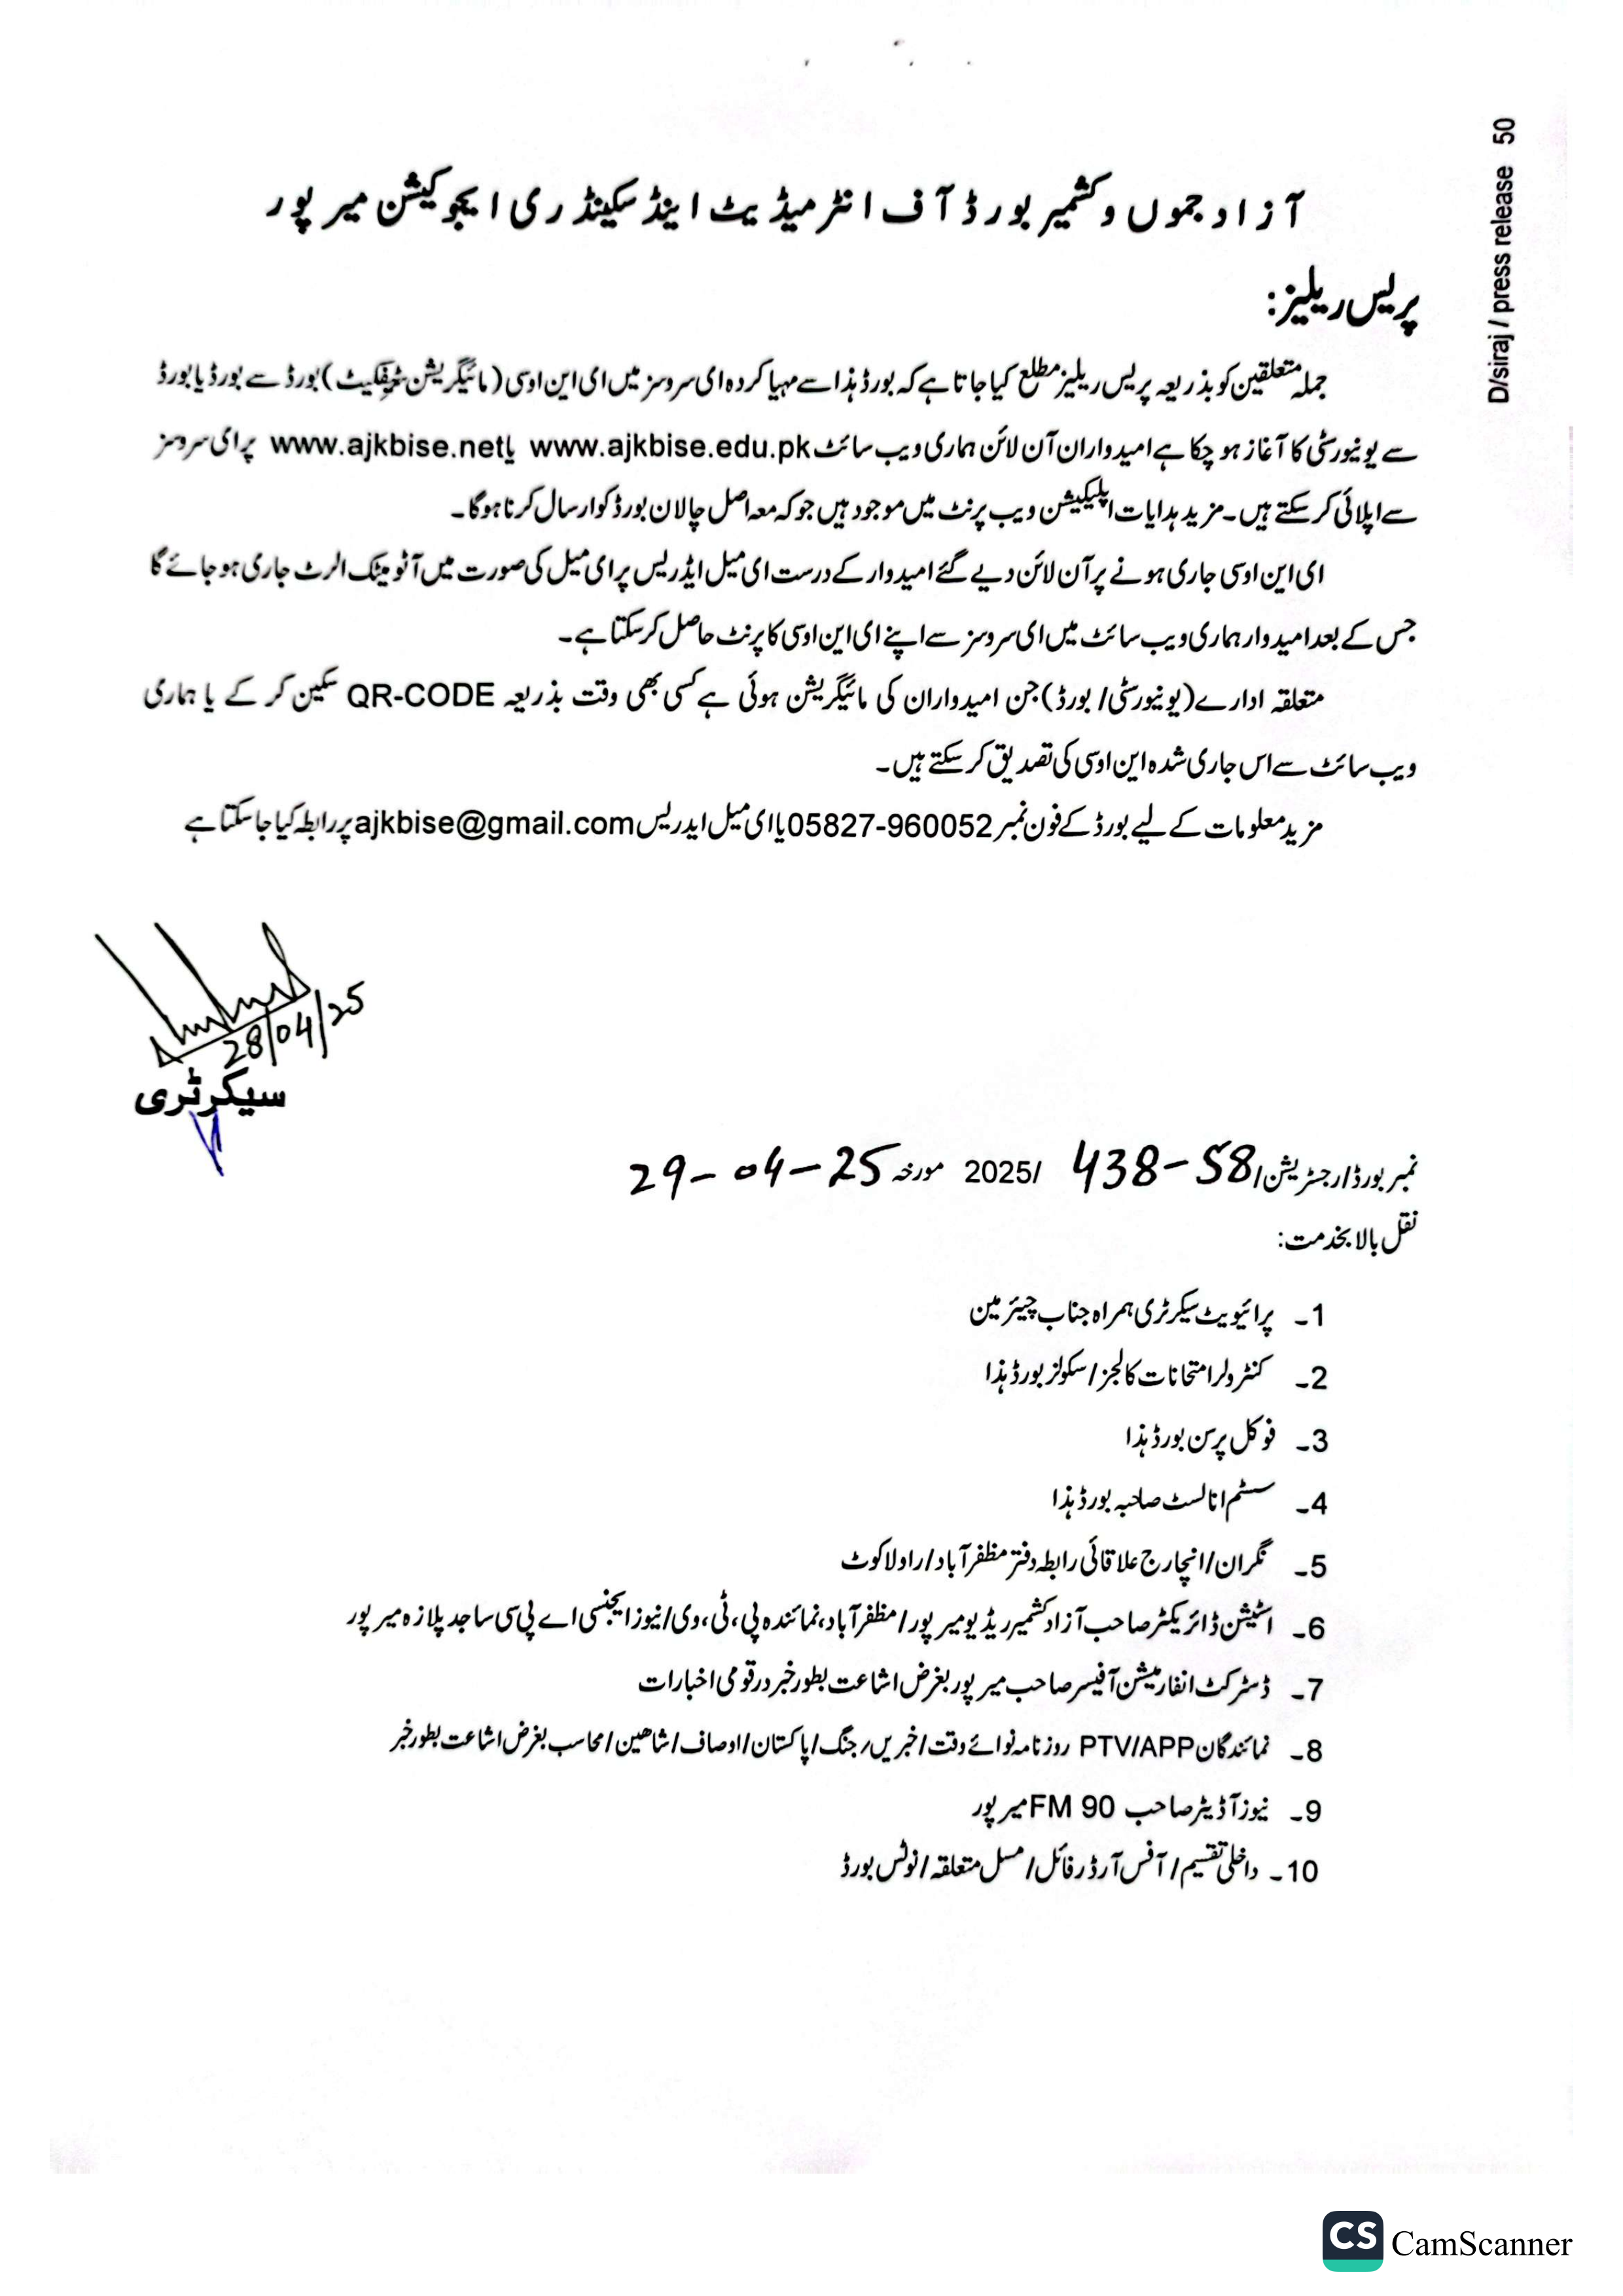 D/siraj / press release 50
آزاد جموں و کشمیر بورڈ آف انٹرمیڈیٹ اینڈ سکینڈری ایجوکیشن میرپور
پریس ریلیز:
جملہ متعلقین کو بذریعہ پریس ریلیز مطلع کیا جاتا ہے کہ بورڈ ہذا سے مہیا کردہ ای سروسز میں ای این او سی (مائیگریشن سرٹیفکیٹ) بورڈ سے بورڈ یا بورڈ
سے یونیورسٹی کا آغاز ہو چکا ہے امیدواران آن لائن ہماری ویب سائٹ www.ajkbise.edu.pk یا www.ajkbise.net پر ای سروسز
سے اپلائی کر سکتے ہیں۔ مزید ہدایات اپلیکیشن ویب پرنٹ میں موجود ہیں جو کہ معہ اصل چالان بورڈ کو ارسال کرنا ہوگا۔
ای این او سی جاری ہونے پر آن لائن دیے گئے امیدوار کے درست ای میل ایڈریس پر ای میل کی صورت میں آٹومیٹک الرٹ جاری ہو جائے گا
جس کے بعد امیدوار ہماری ویب سائٹ میں ای سروسز سے اپنے ای این او سی کا پرنٹ حاصل کر سکتا ہے۔
متعلقہ ادارے (یونیورسٹی / بورڈ) جن امیدواران کی مائیگریشن ہوئی ہے کسی بھی وقت بذریعہ QR-CODE سکین کر کے یا ہماری
ویب سائٹ سے اس جاری شدہ این او سی کی تصدیق کر سکتے ہیں۔
مزید معلومات کے لیے بورڈ کے فون نمبر 05827-960052 یا ای میل ایڈریس ajkbise@gmail.com پر رابطہ کیا جا سکتا ہے
28/04/25
سیکرٹری
نمبر بورڈ/رجسٹریشن/ 438-58 /2025 مورخہ 29-04-25
نقل بالا بخدمت:
1۔ پرائیویٹ سیکرٹری ہمراہ جناب چیئرمین
2۔ کنٹرولر امتحانات کالجز/سکولز بورڈ ہذا
3۔ فوکل پرسن بورڈ ہذا
4۔ سسٹم انالسٹ صاحبہ بورڈ ہذا
5۔ نگران/انچارج علاقائی رابطہ دفتر مظفر آباد/راولا کوٹ
6۔ اسٹیشن ڈائریکٹر صاحب آزاد کشمیر ریڈیو میرپور/مظفر آباد، نمائندہ پی، ٹی، وی/نیوز ایجنسی اے پی سی ساجد پلازہ میرپور
7۔ ڈسٹرکٹ انفارمیشن آفیسر صاحب میرپور بغرض اشاعت بطور خبر در قومی اخبارات
8۔ نمائندگان PTV/APP روزنامہ نوائے وقت/خبریں/جنگ/پاکستان/اوصاف/شاھین/محاسب بغرض اشاعت بطور خبر
9۔ نیوز آڈیٹر صاحب FM 90 میرپور
10۔ داخلی تقسیم/آفس آرڈر فائل/مسل متعلقہ/نوٹس بورڈ
CS CamScanner